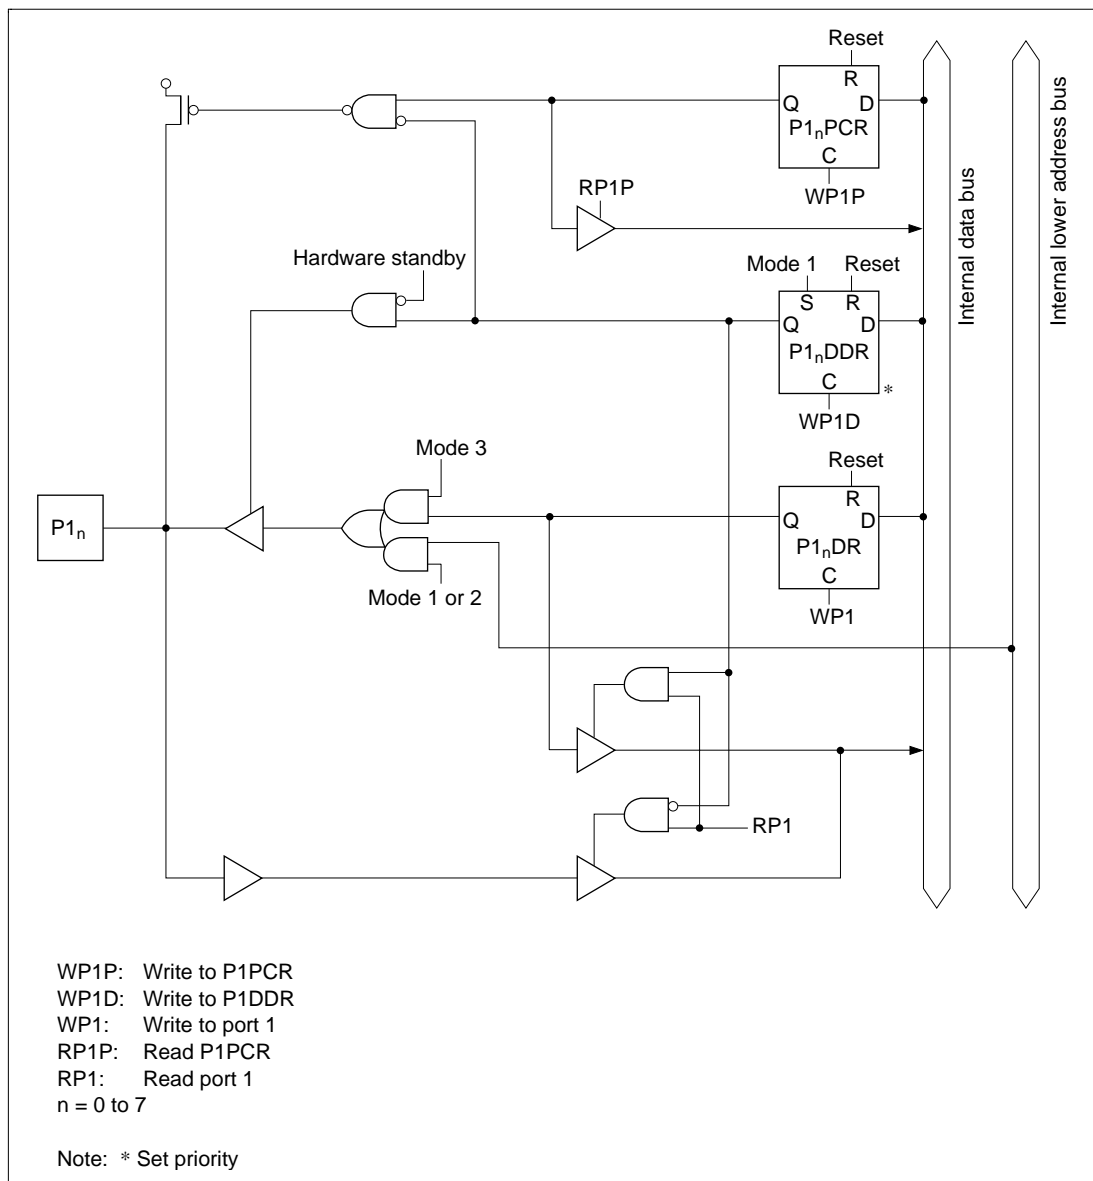 Reset
R
Q D
P1nPCR
C
WP1P
RP1P
Internal data bus
Internal lower address bus
Hardware standby
Mode 1 Reset
S R
Q D
P1nDDR
C
*
WP1D
Mode 3
Reset
R
Q D
P1n
P1nDR
C
Mode 1 or 2
WP1
RP1
WP1P: Write to P1PCR
WP1D: Write to P1DDR
WP1: Write to port 1
RP1P: Read P1PCR
RP1: Read port 1
n = 0 to 7
Note: * Set priority